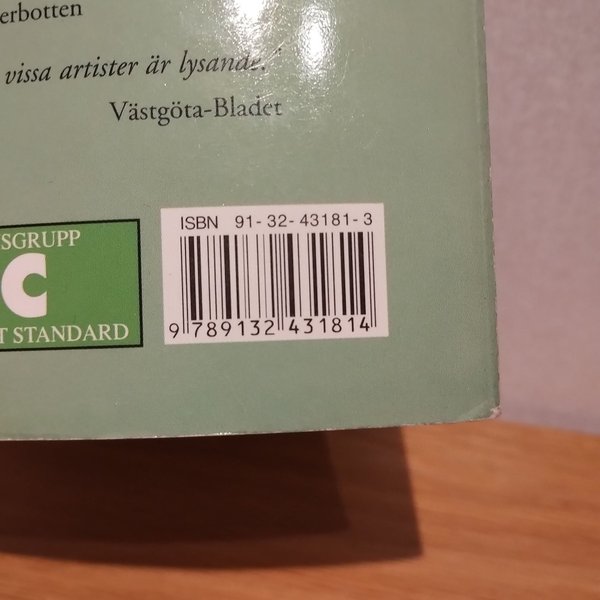 erbotten
vissa artister är lysande."
Västgöta-Bladet
SGRUPP
C
T STANDARD
ISBN 91-32-43181-3
9 789132 431814